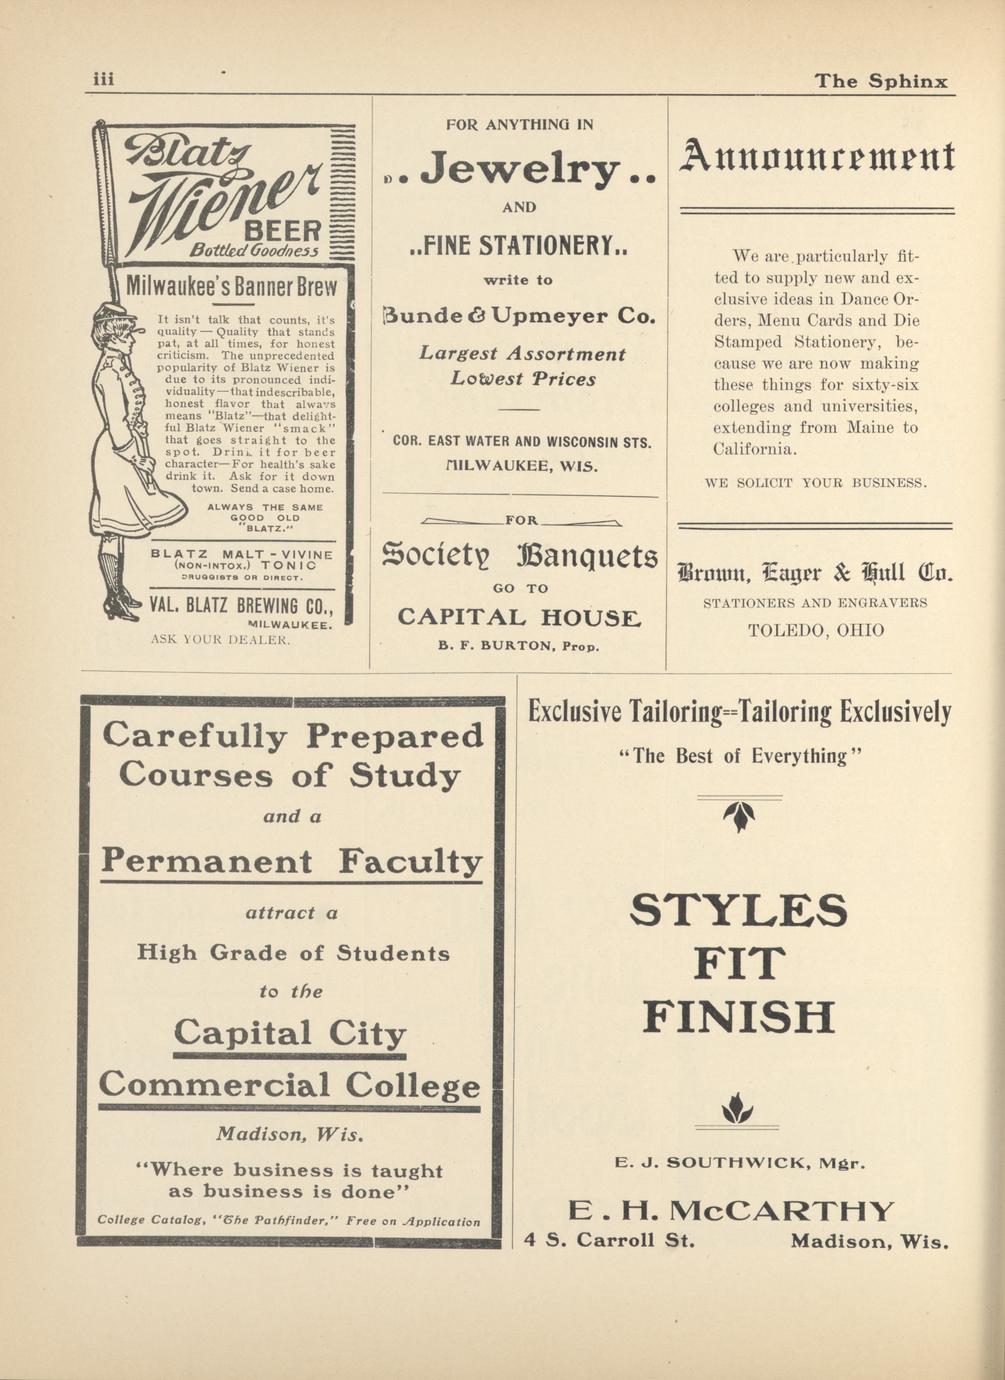 iii
The Sphinx
Blatz
Wiener
BEER
Bottled Goodness
Milwaukee's Banner Brew
It isn't talk that counts, it's
quality — Quality that stands
pat, at all times, for honest
criticism. The unprecedented
popularity of Blatz Wiener is
due to its pronounced indi-
viduality—that indescribable,
honest flavor that always
means "Blatz"—that delight-
ful Blatz Wiener "smack"
that goes straight to the
spot. Drink it for beer
character—For health's sake
drink it. Ask for it down
town. Send a case home.
ALWAYS THE SAME
GOOD OLD
"BLATZ."
BLATZ MALT-VIVINE
(NON-INTOX.) TONIC
DRUGGISTS OR DIRECT.
VAL. BLATZ BREWING CO.,
MILWAUKEE.
ASK YOUR DEALER.
FOR ANYTHING IN
.. Jewelry ..
AND
..FINE STATIONERY..
write to
Bunde & Upmeyer Co.
Largest Assortment
Lowest Prices
COR. EAST WATER AND WISCONSIN STS.
MILWAUKEE, WIS.
FOR
Society Banquets
GO TO
CAPITAL HOUSE
B. F. BURTON, Prop.
Announcement
We are particularly fit-
ted to supply new and ex-
clusive ideas in Dance Or-
ders, Menu Cards and Die
Stamped Stationery, be-
cause we are now making
these things for sixty-six
colleges and universities,
extending from Maine to
California.
WE SOLICIT YOUR BUSINESS.
Brown, Eager & Hull Co.
STATIONERS AND ENGRAVERS
TOLEDO, OHIO
Carefully Prepared
Courses of Study
and a
Permanent Faculty
attract a
High Grade of Students
to the
Capital City
Commercial College
Madison, Wis.
"Where business is taught
as business is done"
College Catalog, "The Pathfinder," Free on Application
Exclusive Tailoring==Tailoring Exclusively
"The Best of Everything"
STYLES
FIT
FINISH
E. J. SOUTHWICK, Mgr.
E. H. McCARTHY
4 S. Carroll St. Madison, Wis.